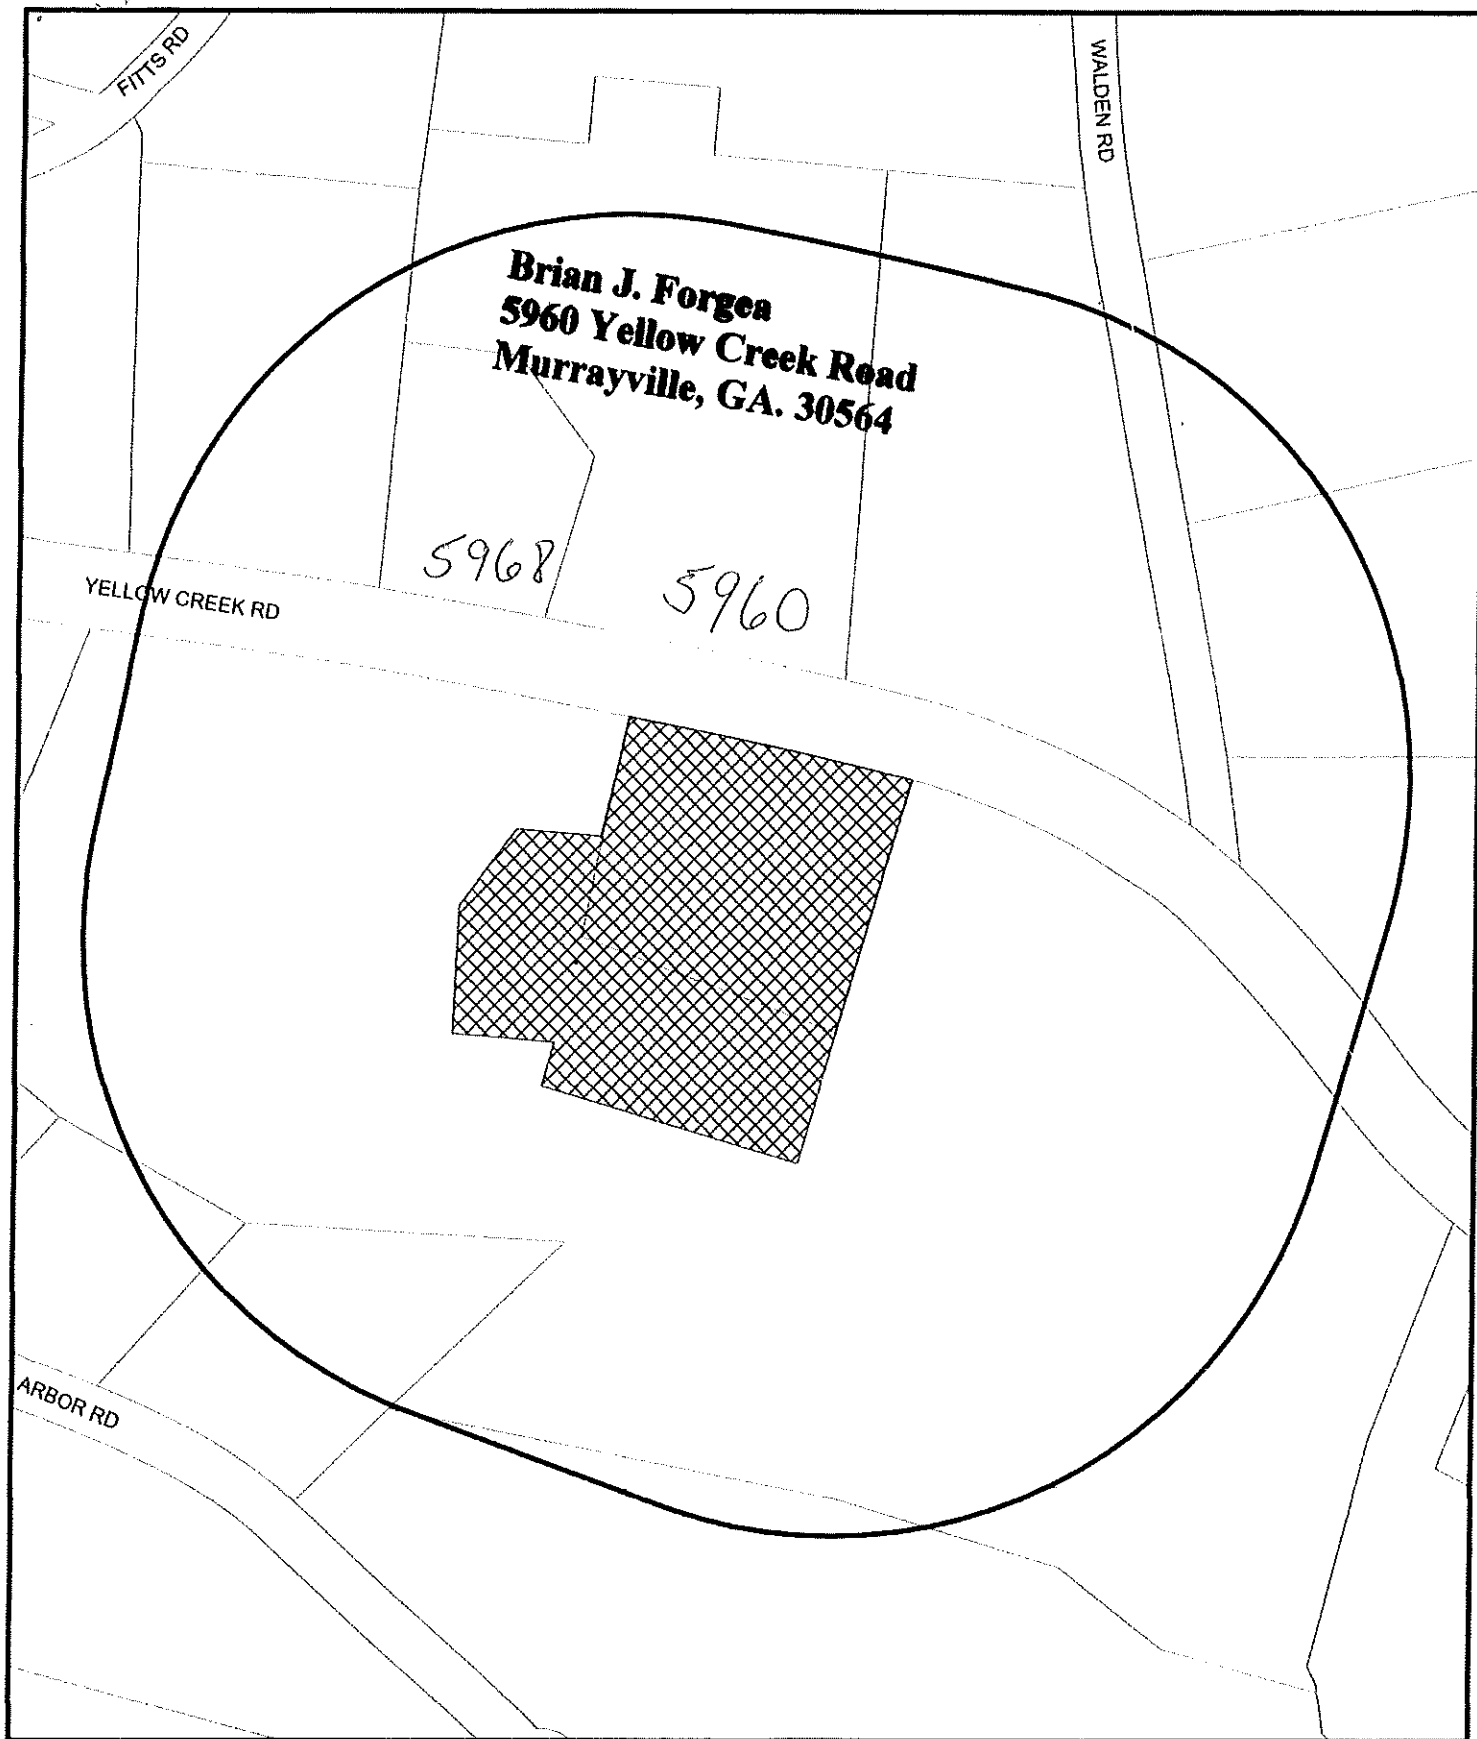 FITTS RD
WALDEN RD
Brian J. Forgea
5960 Yellow Creek Road
Murrayville, GA. 30564
5968
5960
YELLOW CREEK RD
ARBOR RD